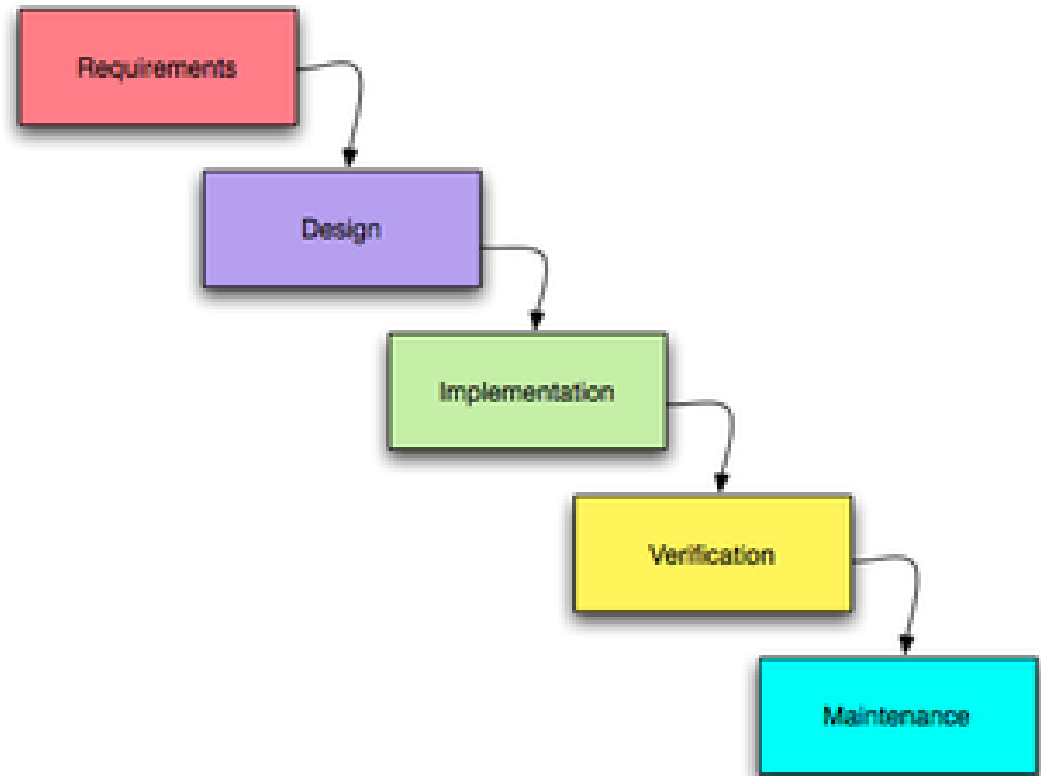 Requirements
Design
Implementation
Verification
Maintenance